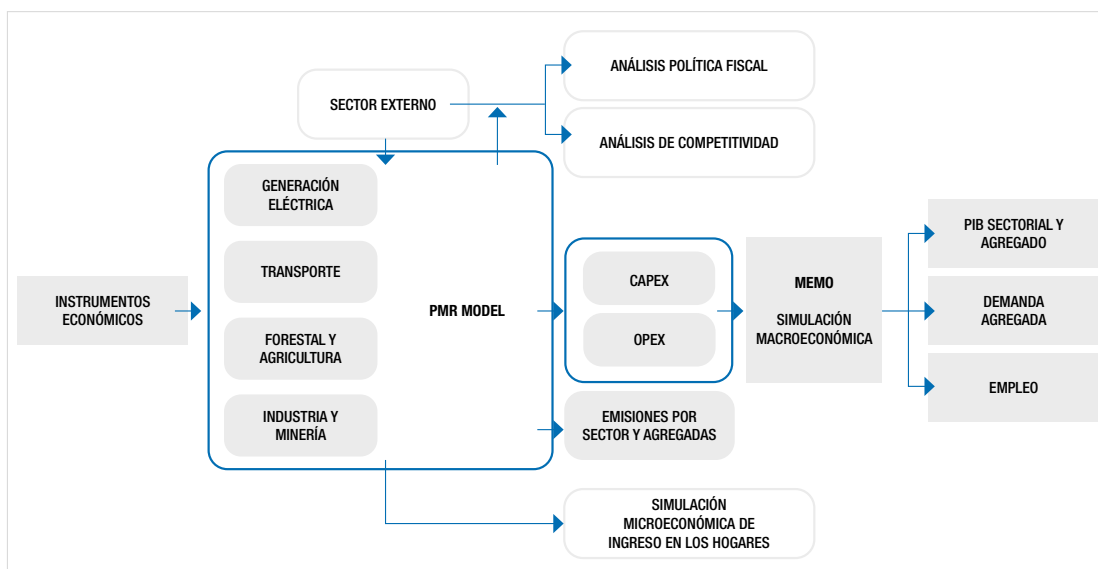 ANÁLISIS POLÍTICA FISCAL
SECTOR EXTERNO
ANÁLISIS DE COMPETITIVIDAD
GENERACIÓN
ELÉCTRICA
TRANSPORTE
FORESTAL Y
AGRICULTURA
INDUSTRIA Y
MINERÍA
INSTRUMENTOS
ECONÓMICOS
PMR MODEL
CAPEX
OPEX
EMISIONES POR
SECTOR Y AGREGADAS
SIMULACIÓN
MICROECONÓMICA DE
INGRESO EN LOS HOGARES
MEMO
SIMULACIÓN
MACROECONÓMICA
PIB SECTORIAL Y
AGREGADO
DEMANDA
AGREGADA
EMPLEO